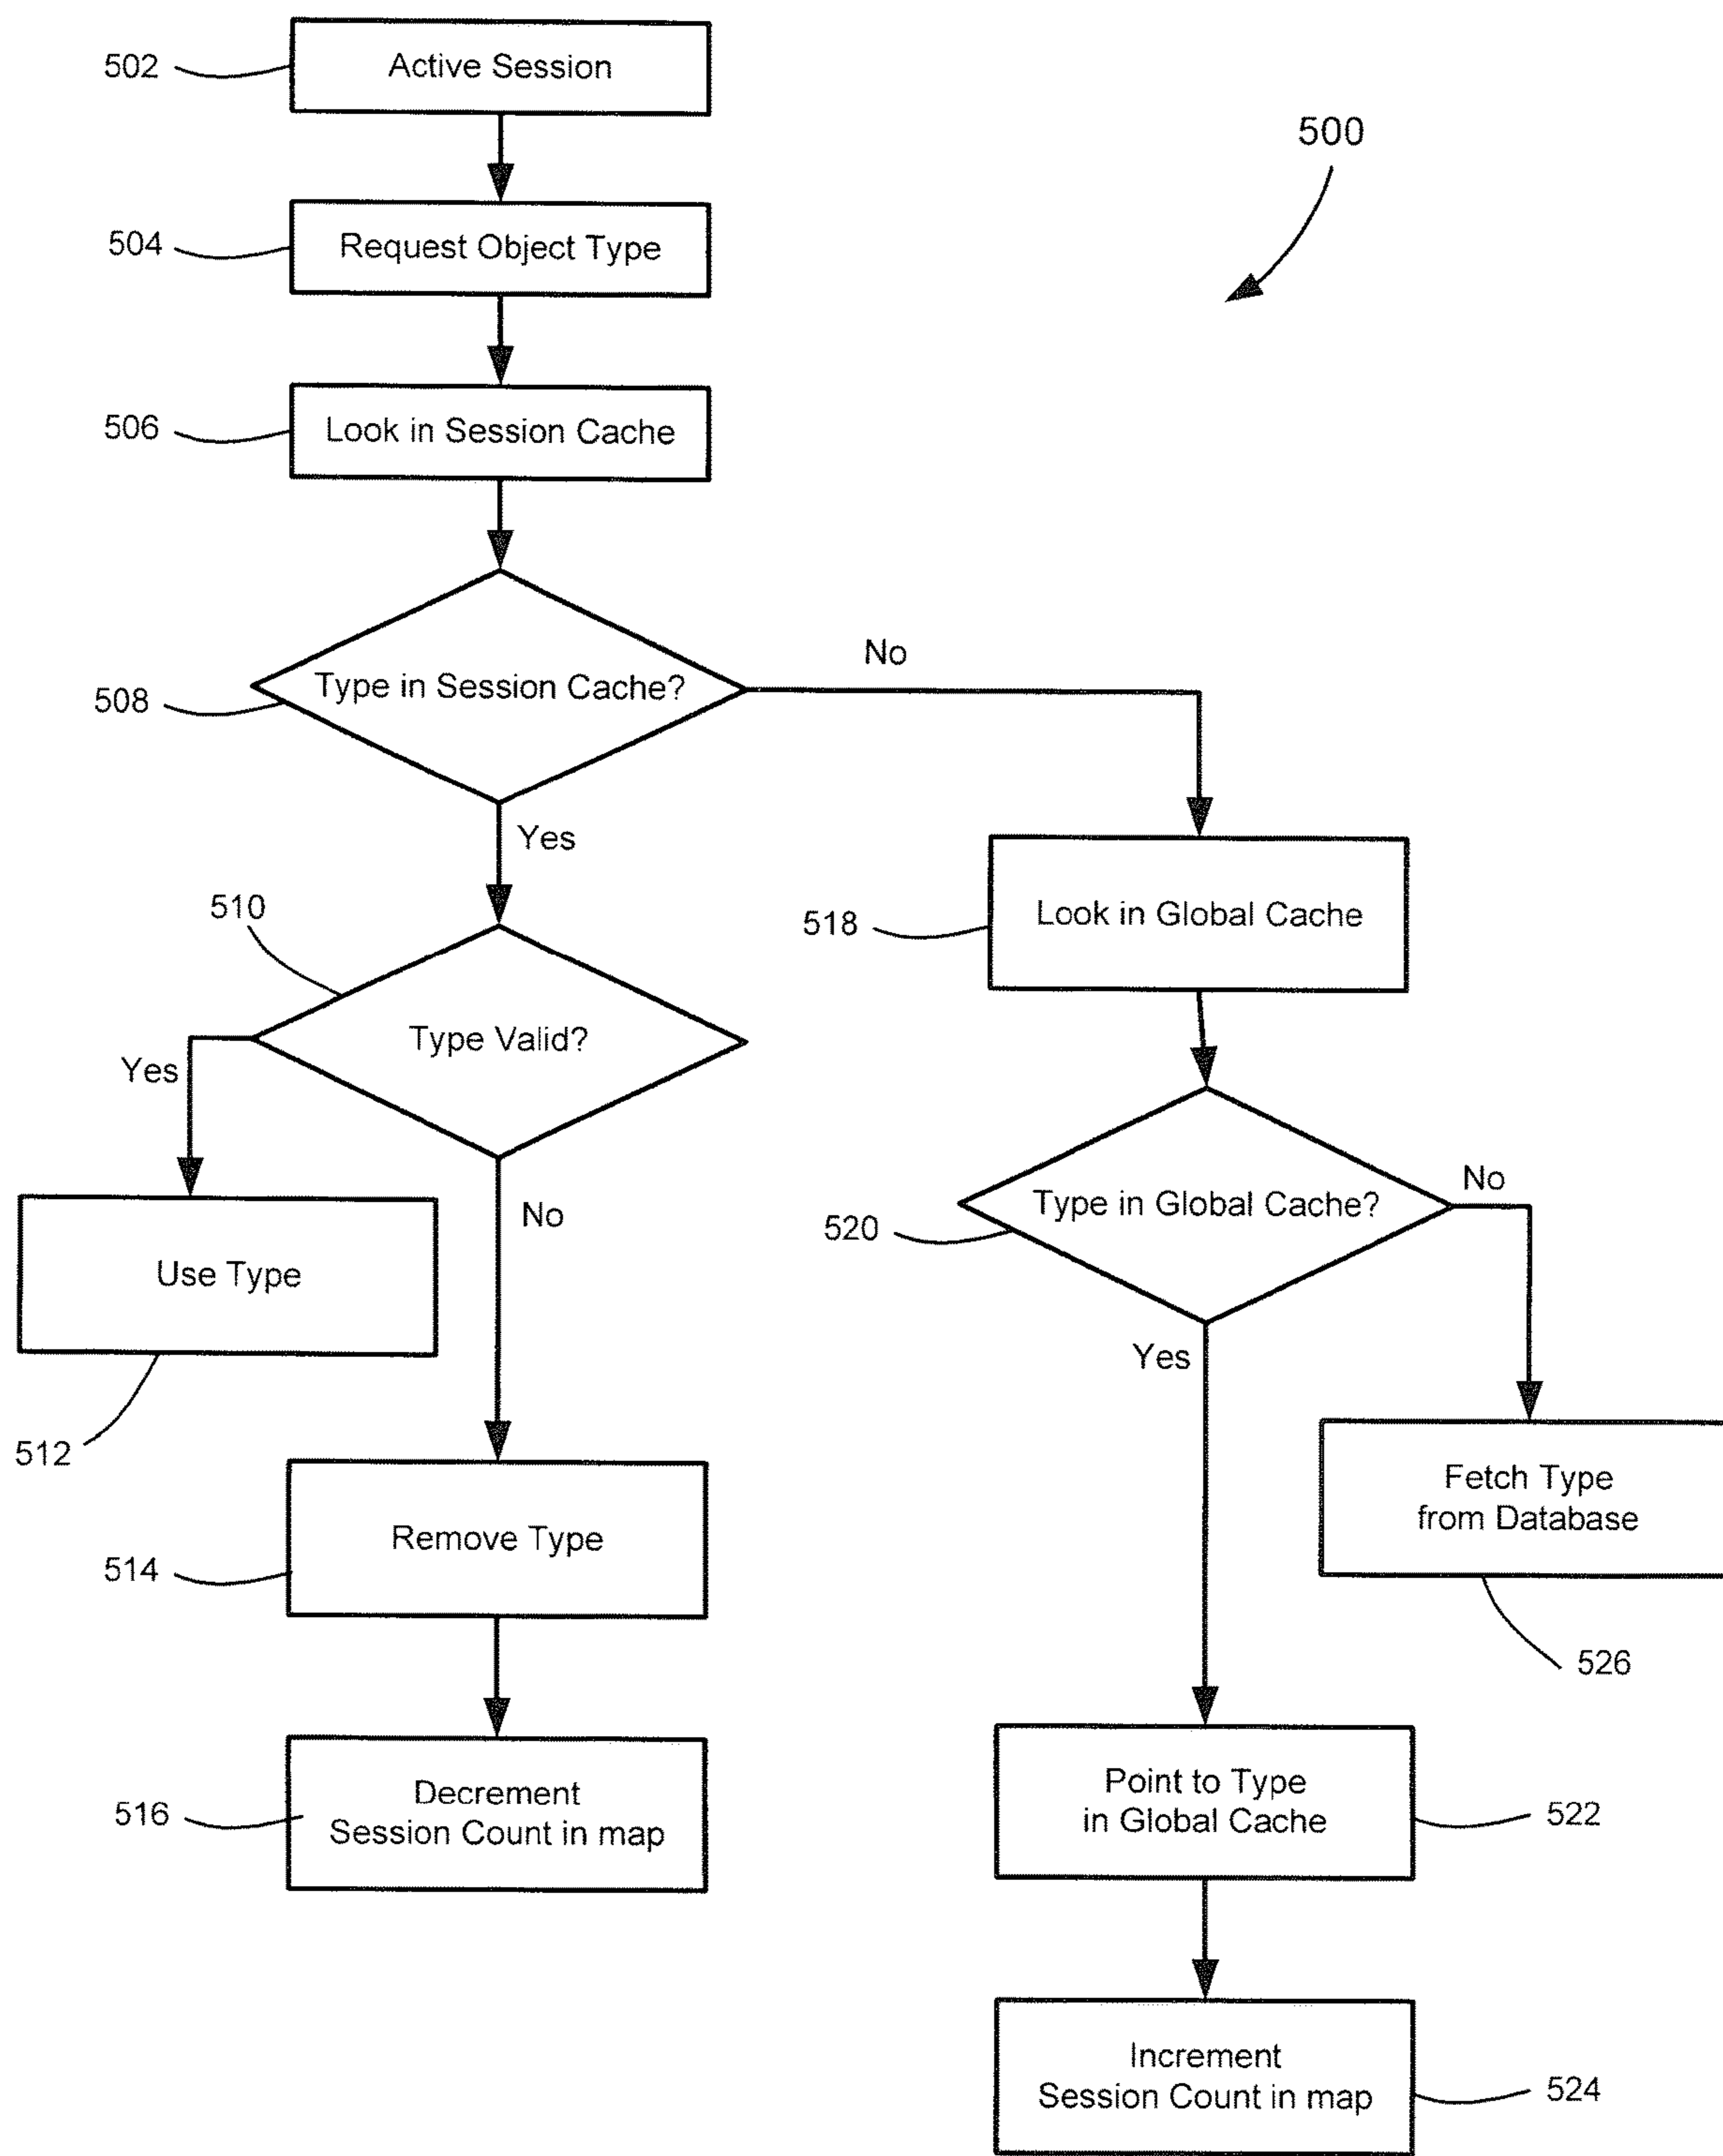 502
Active Session
500
504
Request Object Type
506
Look in Session Cache
No
508
Type in Session Cache?
Yes
510
518
Look in Global Cache
Type Valid?
Yes
No
No
520
Type in Global Cache?
Use Type
Yes
512
Fetch Type
from Database
Remove Type
514
526
Point to Type
in Global Cache
522
Decrement
Session Count in map
516
Increment
Session Count in map
524